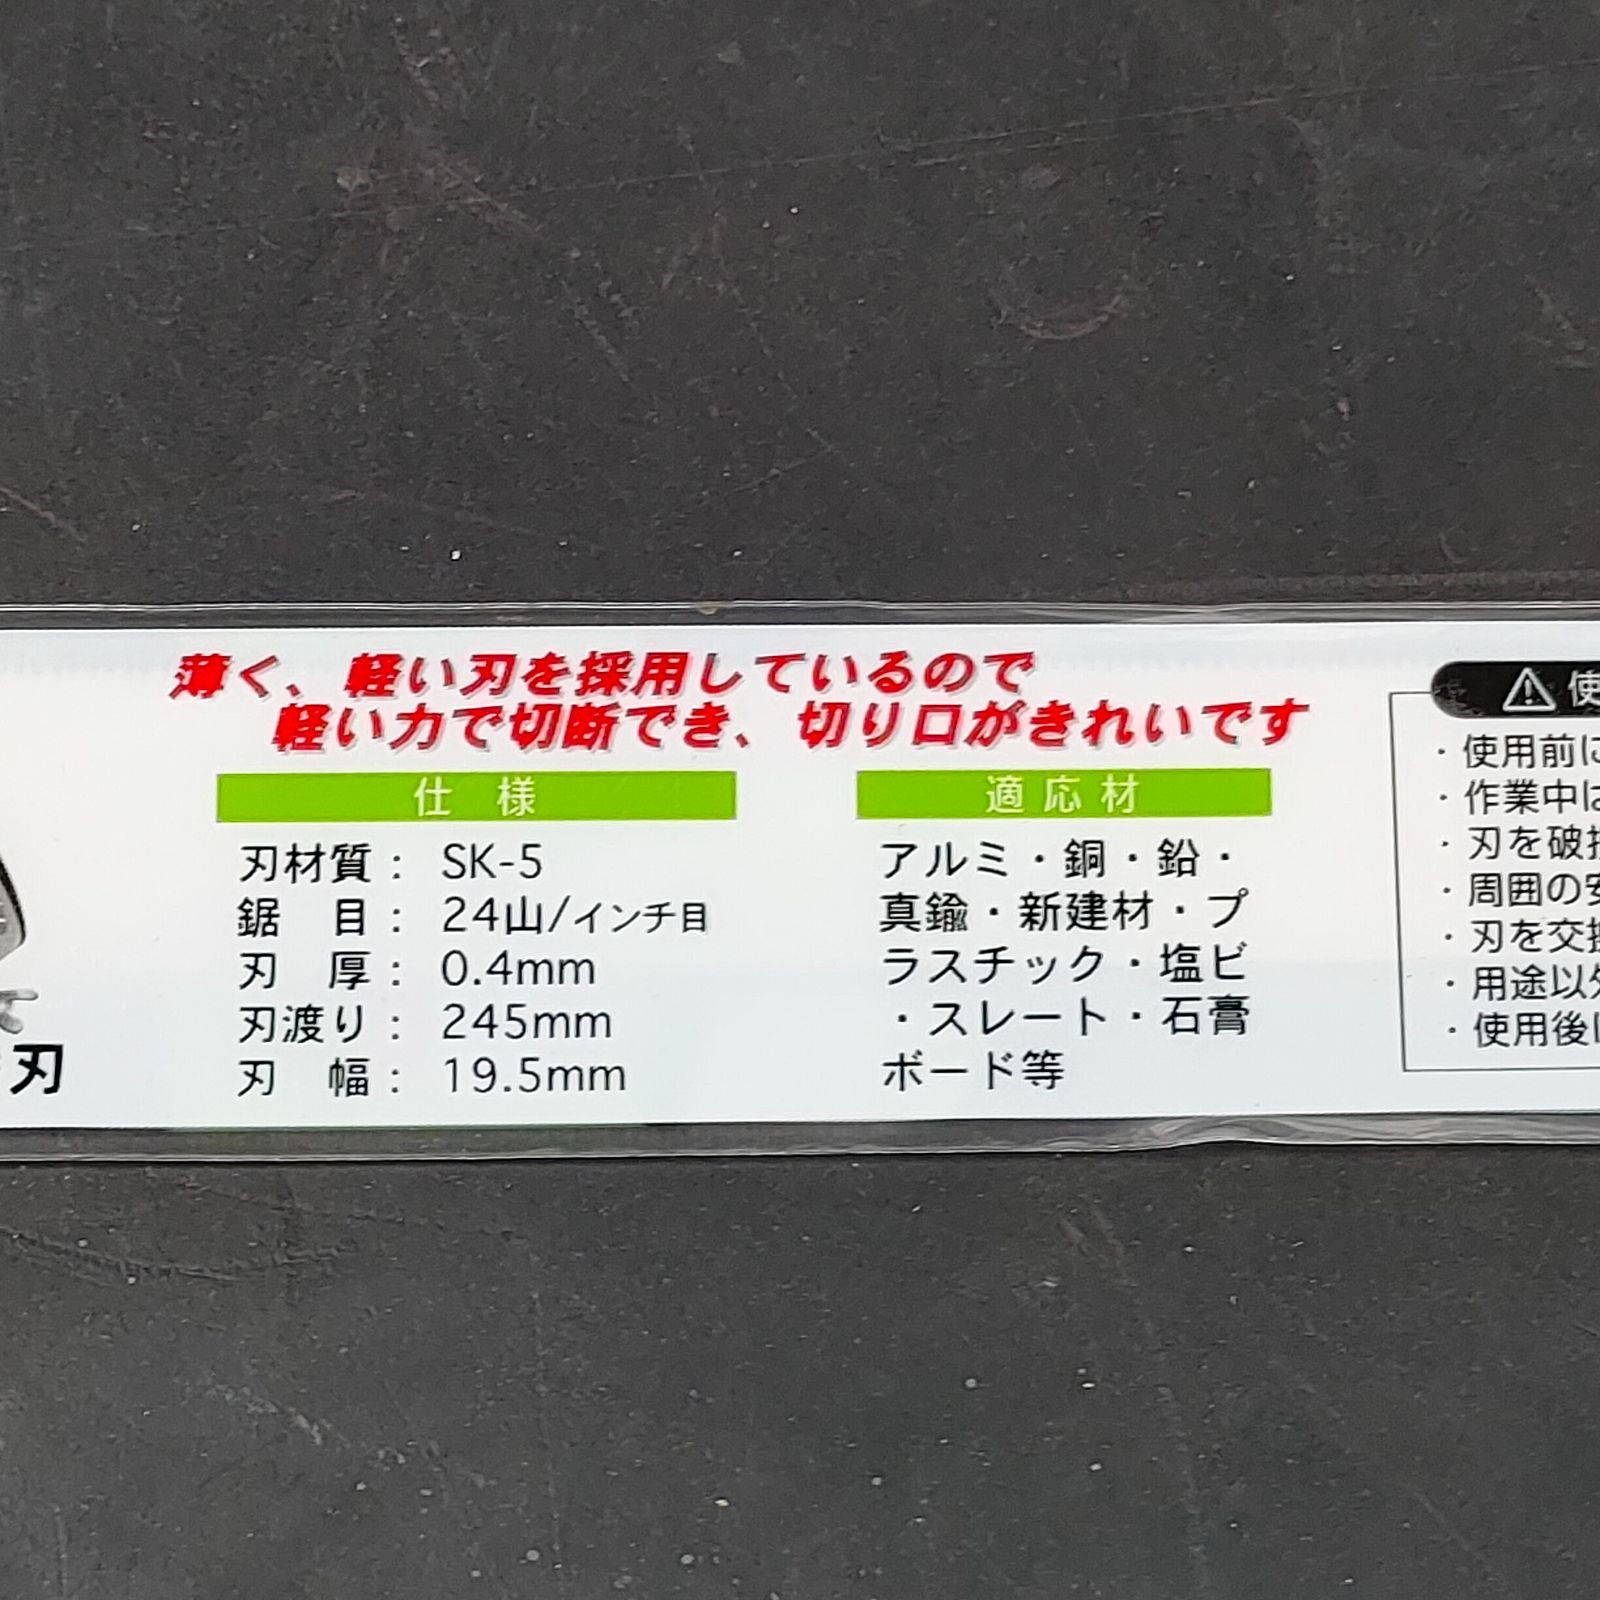 薄く、軽い刃を採用しているので
軽い力で切断でき、切り口がきれいです
仕様
刃材質： SK-5
鋸 目： 24山/インチ目
刃 厚： 0.4mm
刃渡り： 245mm
刃 幅： 19.5mm
適応材
アルミ・銅・鉛・
真鍮・新建材・プ
ラスチック・塩ビ
・スレート・石膏
ボード等
使
・使用前に
・作業中は
・刃を破損
・周囲の安
・刃を交換
・用途以外
・使用後は
刃